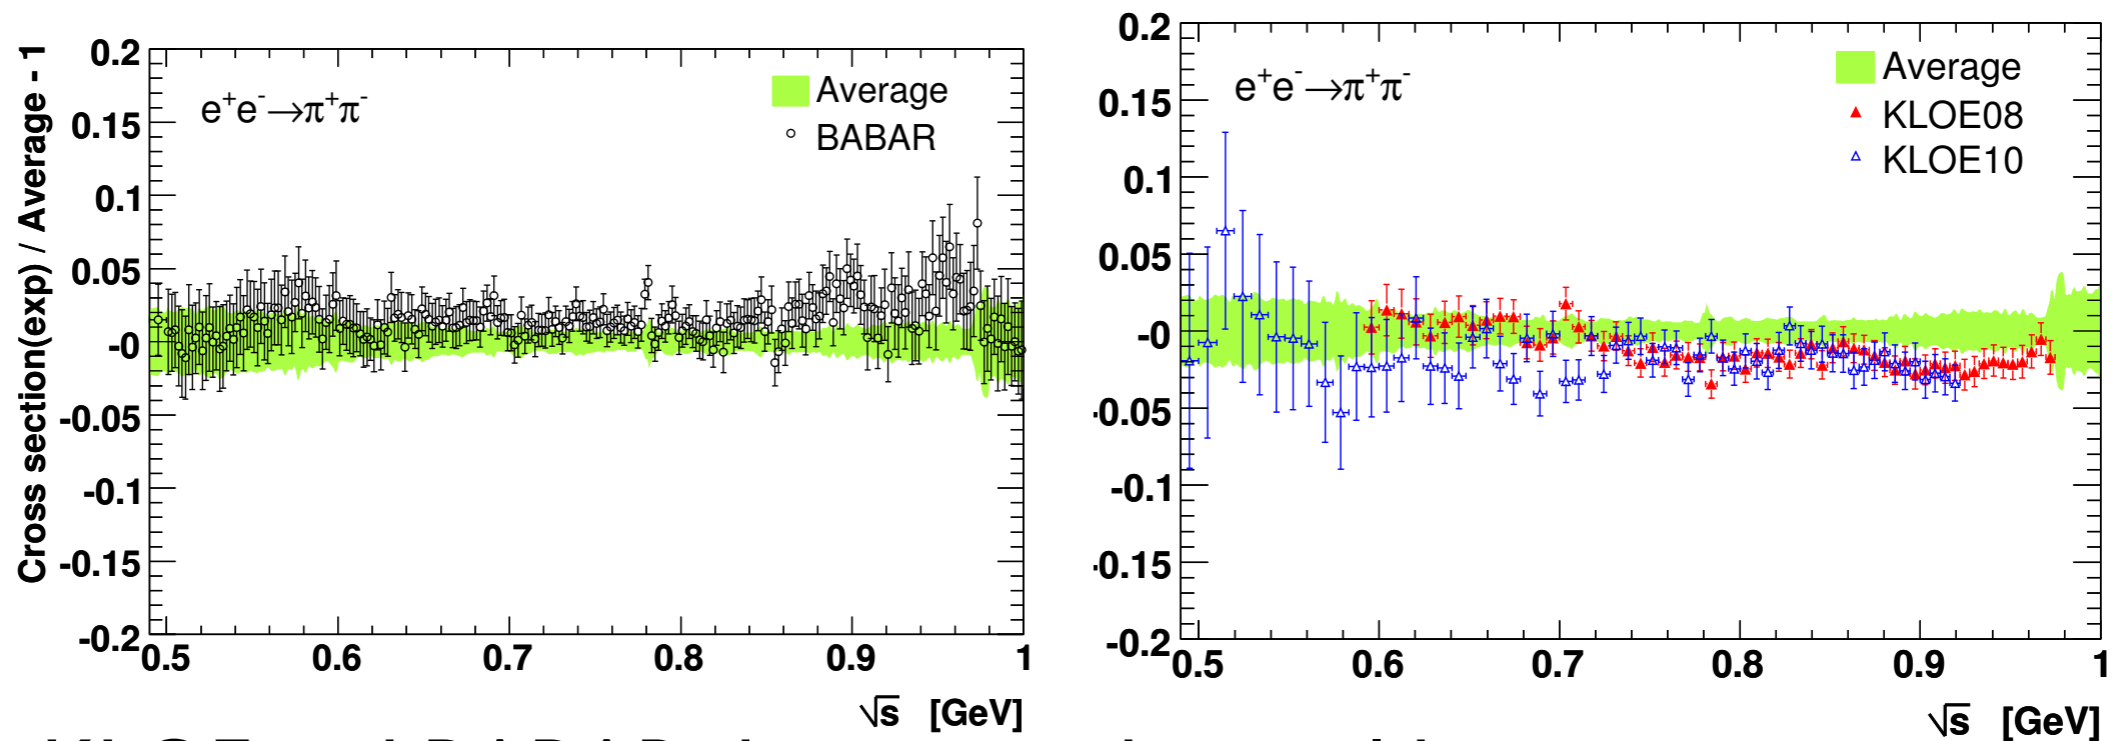 Cross section(exp) / Average - 1
0.2
0.15
0.1
0.05
-0
-0.05
-0.1
-0.15
-0.2
e⁺e⁻→π⁺π⁻
Average
BABAR
0.5 0.6 0.7 0.8 0.9 1
√s [GeV]
0.2
0.15
0.1
0.05
-0
-0.05
-0.1
-0.15
-0.2
e⁺e⁻→π⁺π⁻
Average
KLOE08
KLOE10
0.5 0.6 0.7 0.8 0.9 1
√s [GeV]